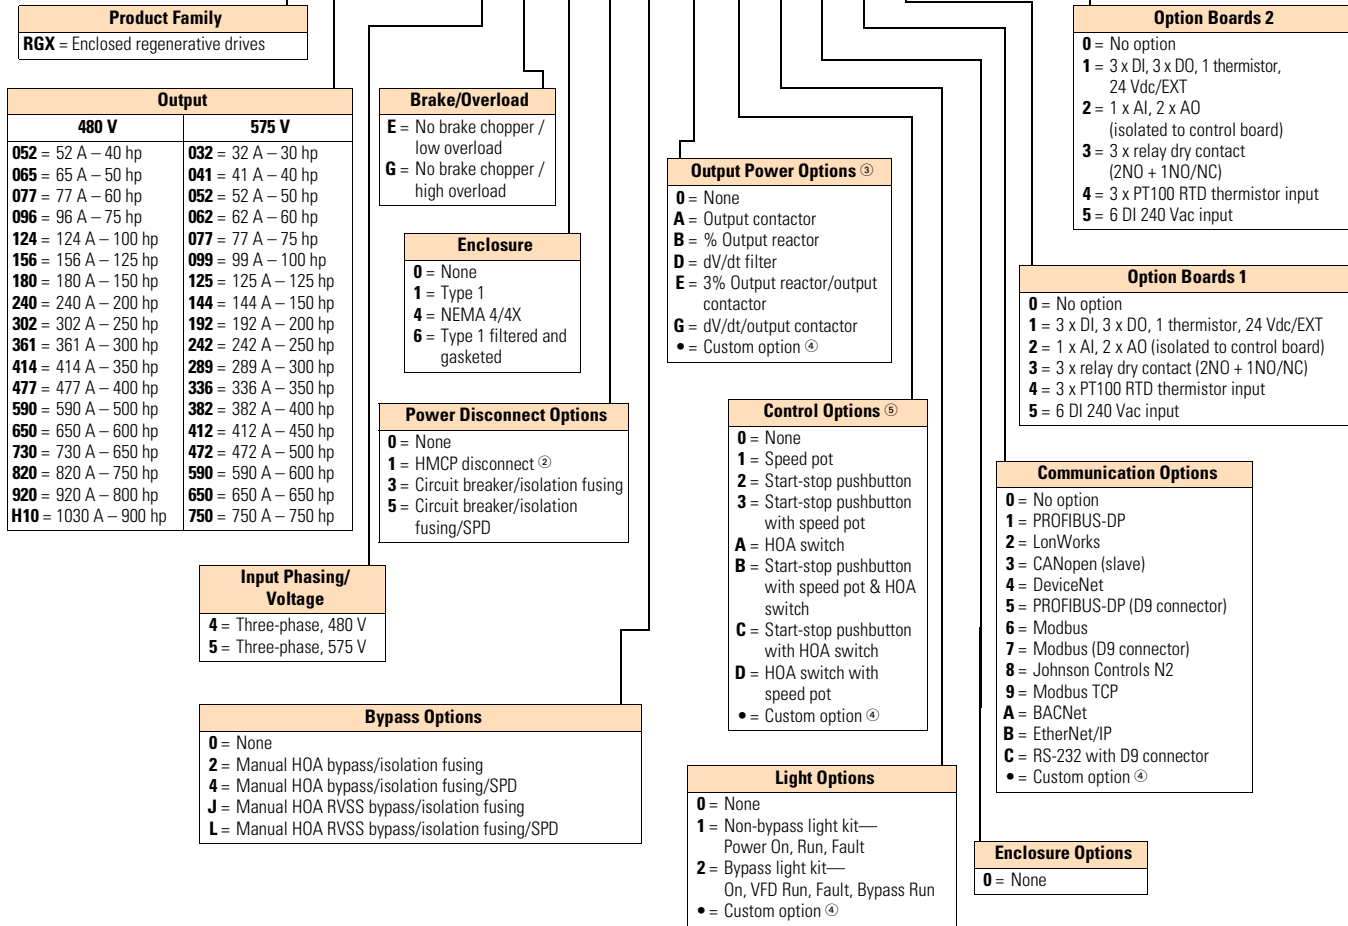 Product Family
RGX = Enclosed regenerative drives
Output
480 V
052 = 52 A – 40 hp
065 = 65 A – 50 hp
077 = 77 A – 60 hp
096 = 96 A – 75 hp
124 = 124 A – 100 hp
156 = 156 A – 125 hp
180 = 180 A – 150 hp
240 = 240 A – 200 hp
302 = 302 A – 250 hp
361 = 361 A – 300 hp
414 = 414 A – 350 hp
477 = 477 A – 400 hp
590 = 590 A – 500 hp
650 = 650 A – 600 hp
730 = 730 A – 650 hp
820 = 820 A – 750 hp
920 = 920 A – 800 hp
H10 = 1030 A – 900 hp
575 V
032 = 32 A – 30 hp
041 = 41 A – 40 hp
052 = 52 A – 50 hp
062 = 62 A – 60 hp
077 = 77 A – 75 hp
099 = 99 A – 100 hp
125 = 125 A – 125 hp
144 = 144 A – 150 hp
192 = 192 A – 200 hp
242 = 242 A – 250 hp
289 = 289 A – 300 hp
336 = 336 A – 350 hp
382 = 382 A – 400 hp
412 = 412 A – 450 hp
472 = 472 A – 500 hp
590 = 590 A – 600 hp
650 = 650 A – 650 hp
750 = 750 A – 750 hp
Input Phasing/
Voltage
4 = Three-phase, 480 V
5 = Three-phase, 575 V
Brake/Overload
E = No brake chopper /
low overload
G = No brake chopper /
high overload
Enclosure
0 = None
1 = Type 1
4 = NEMA 4/4X
6 = Type 1 filtered and
gasketed
Power Disconnect Options
0 = None
1 = HMCP disconnect ②
3 = Circuit breaker/isolation fusing
5 = Circuit breaker/isolation
fusing/SPD
Bypass Options
0 = None
2 = Manual HOA bypass/isolation fusing
4 = Manual HOA bypass/isolation fusing/SPD
J = Manual HOA RVSS bypass/isolation fusing
L = Manual HOA RVSS bypass/isolation fusing/SPD
Output Power Options ③
0 = None
A = Output contactor
B = % Output reactor
D = dV/dt filter
E = 3% Output reactor/output
contactor
G = dV/dt/output contactor
• = Custom option ④
Control Options ⑤
0 = None
1 = Speed pot
2 = Start-stop pushbutton
3 = Start-stop pushbutton
with speed pot
A = HOA switch
B = Start-stop pushbutton
with speed pot & HOA
switch
C = Start-stop pushbutton
with HOA switch
D = HOA switch with
speed pot
• = Custom option ④
Light Options
0 = None
1 = Non-bypass light kit—
Power On, Run, Fault
2 = Bypass light kit—
On, VFD Run, Fault, Bypass Run
• = Custom option ④
Enclosure Options
0 = None
Communication Options
0 = No option
1 = PROFIBUS-DP
2 = LonWorks
3 = CANopen (slave)
4 = DeviceNet
5 = PROFIBUS-DP (D9 connector)
6 = Modbus
7 = Modbus (D9 connector)
8 = Johnson Controls N2
9 = Modbus TCP
A = BACNet
B = EtherNet/IP
C = RS-232 with D9 connector
• = Custom option ④
Option Boards 1
0 = No option
1 = 3 x DI, 3 x DO, 1 thermistor, 24 Vdc/EXT
2 = 1 x AI, 2 x AO (isolated to control board)
3 = 3 x relay dry contact (2NO + 1NO/NC)
4 = 3 x PT100 RTD thermistor input
5 = 6 DI 240 Vac input
Option Boards 2
0 = No option
1 = 3 x DI, 3 x DO, 1 thermistor,
24 Vdc/EXT
2 = 1 x AI, 2 x AO
(isolated to control board)
3 = 3 x relay dry contact
(2NO + 1NO/NC)
4 = 3 x PT100 RTD thermistor input
5 = 6 DI 240 Vac input